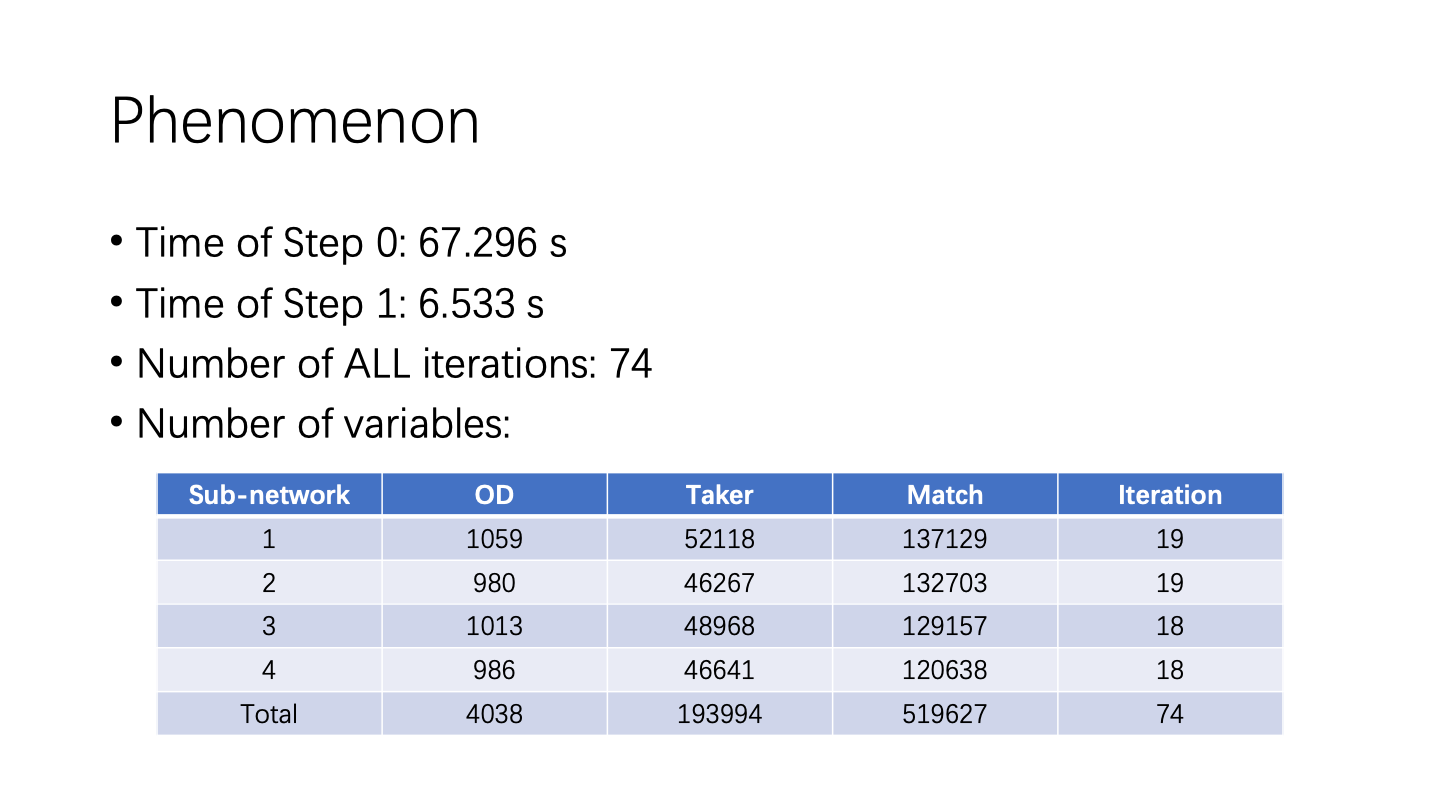 Phenomenon
• Time of Step 0: 67.296 s
• Time of Step 1: 6.533 s
• Number of ALL iterations: 74
• Number of variables:
Sub-network OD Taker Match Iteration
1 1059 52118 137129 19
2 980 46267 132703 19
3 1013 48968 129157 18
4 986 46641 120638 18
Total 4038 193994 519627 74